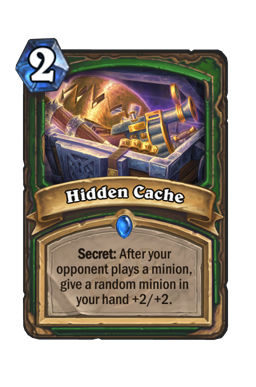 2
Hidden Cache
Secret: After your
opponent plays a minion,
give a random minion in
your hand +2/+2.